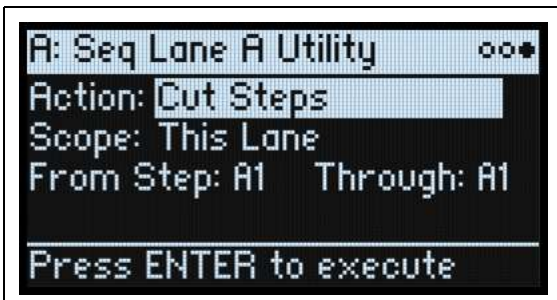 A: Seq Lane A Utility
Action: Cut Steps
Scope: This Lane
From Step: A1 Through: A1
Press ENTER to execute